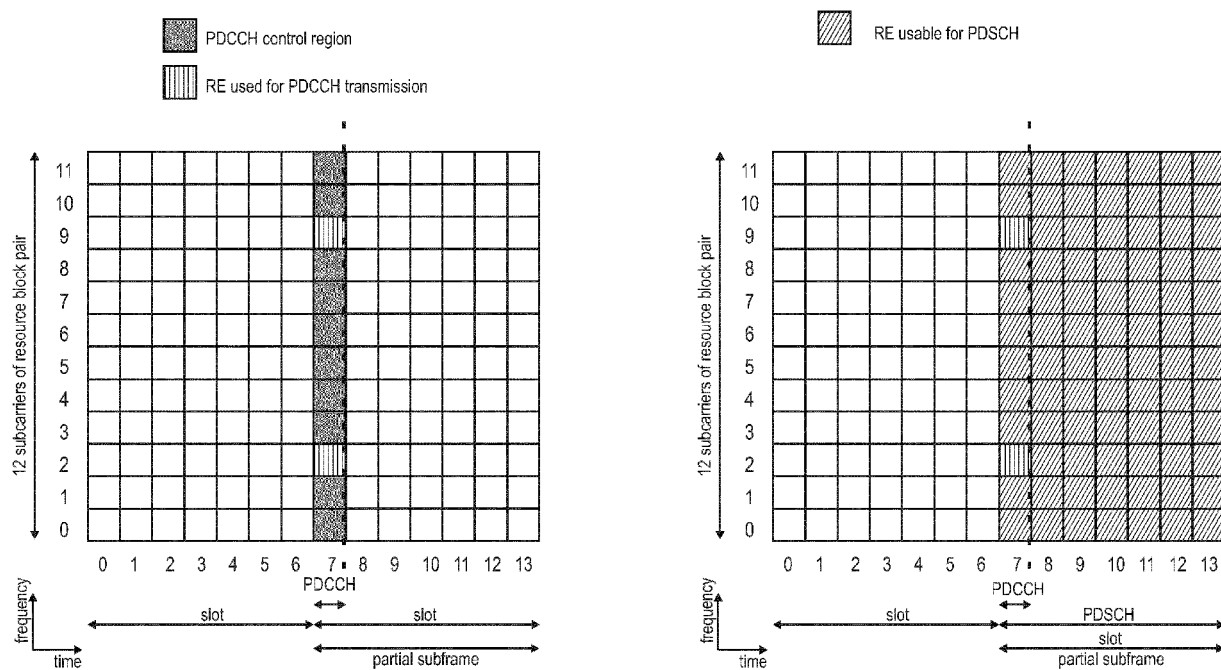 PDCCH control region
RE used for PDCCH transmission
12 subcarriers of resource block pair
11
10
9
8
7
6
5
4
3
2
1
0
0 1 2 3 4 5 6 7 8 9 10 11 12 13
PDCCH
slot slot
partial subframe
frequency
time
RE usable for PDSCH
12 subcarriers of resource block pair
11
10
9
8
7
6
5
4
3
2
1
0
0 1 2 3 4 5 6 7 8 9 10 11 12 13
PDCCH
slot PDSCH
slot
partial subframe
frequency
time